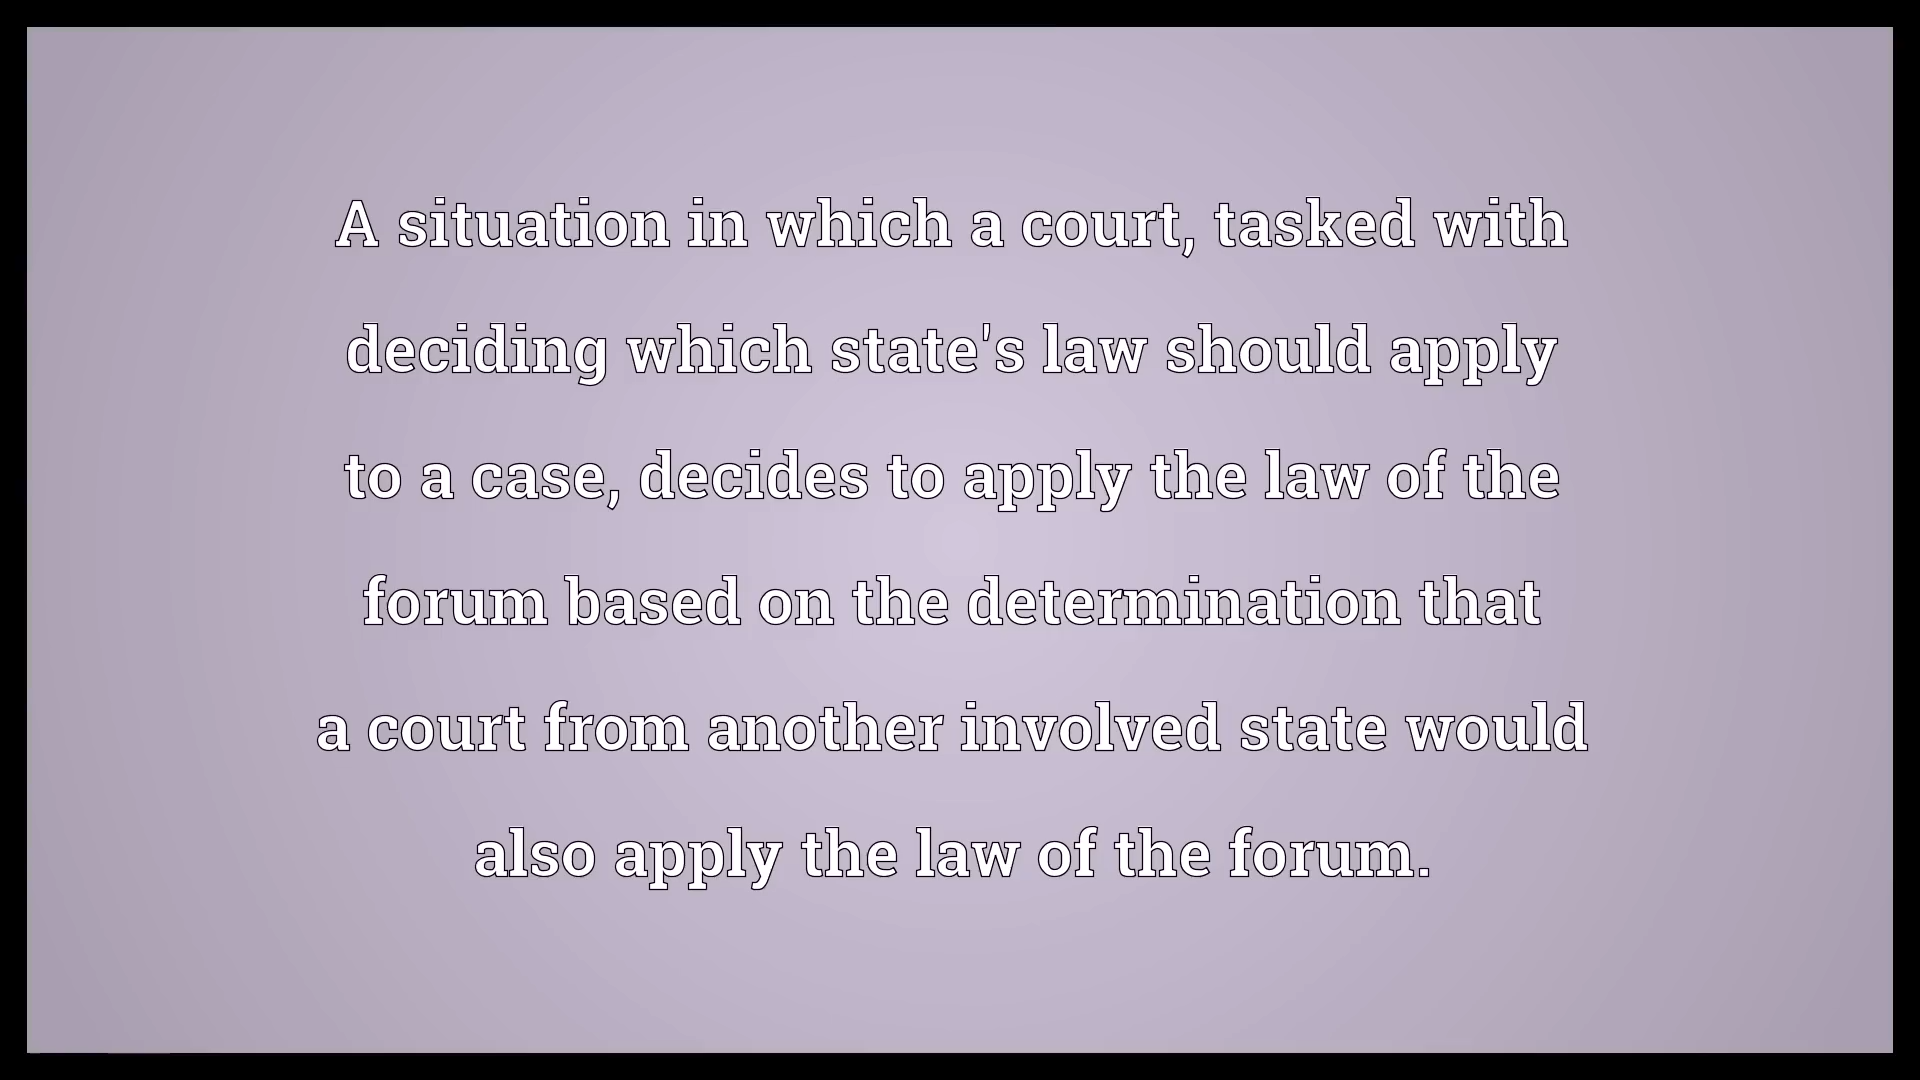 A situation in which a court, tasked with
deciding which state's law should apply
to a case, decides to apply the law of the
forum based on the determination that
a court from another involved state would
also apply the law of the forum.